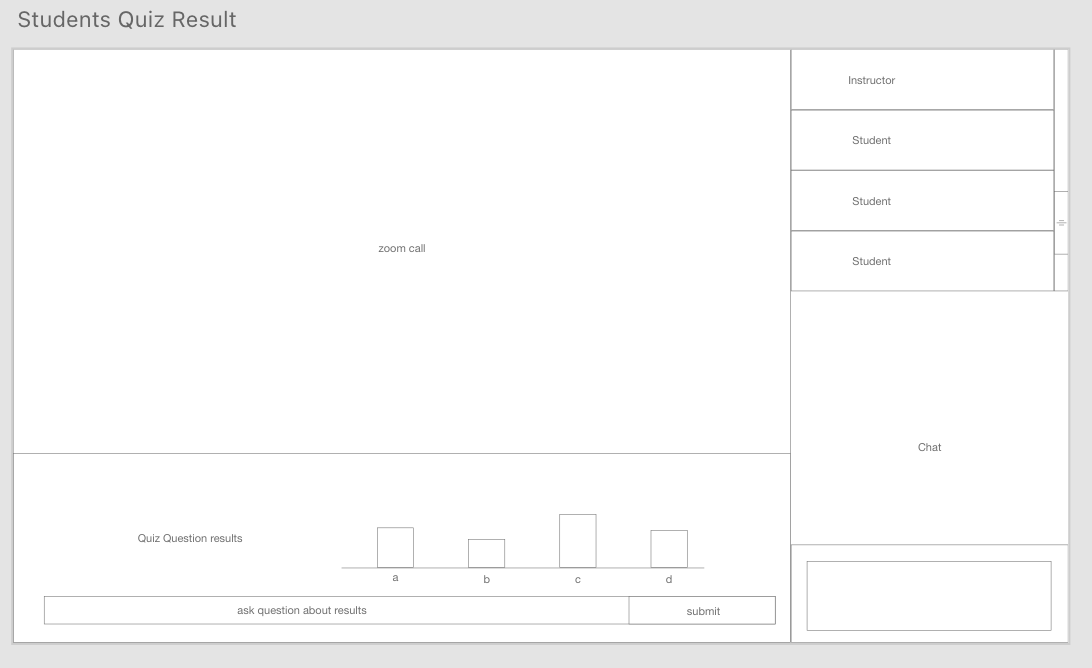 Students Quiz Result
Instructor
Student
Student
Student
zoom call
Chat
Quiz Question results
a
b
c
d
ask question about results
submit